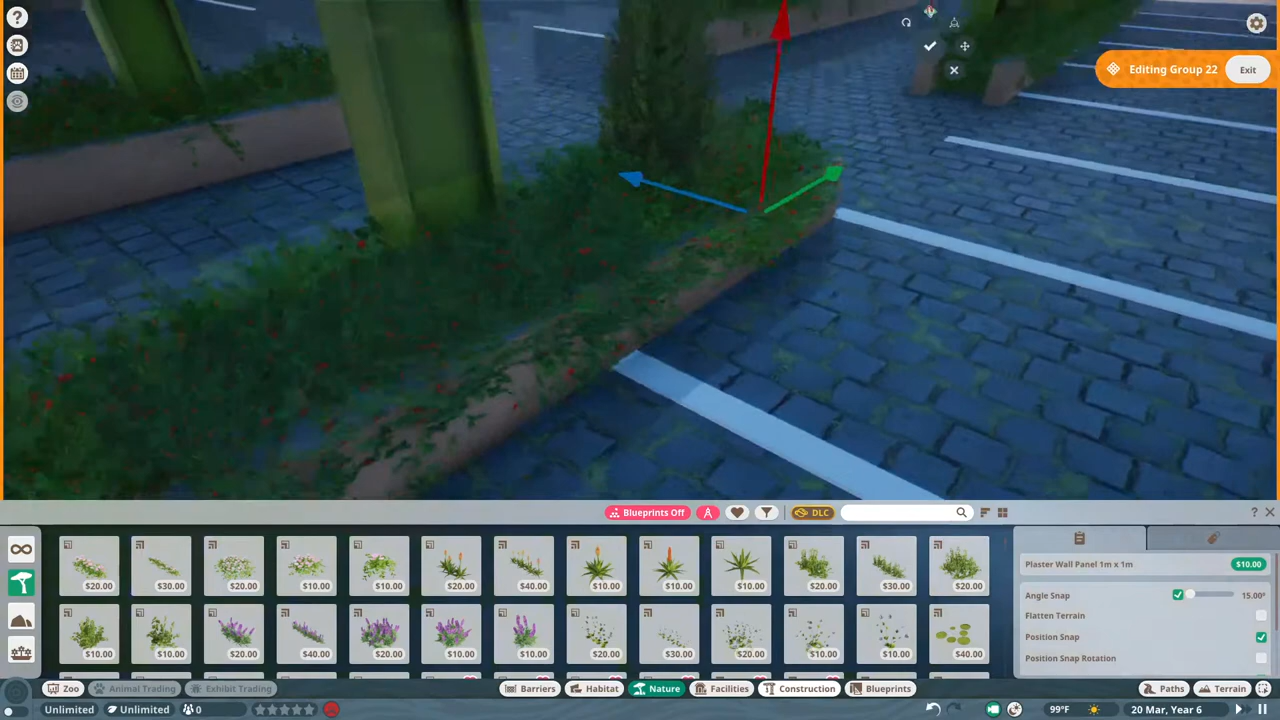 Editing Group 22
Exit
Blueprints Off
DLC
$20.00 $30.00 $20.00 $10.00 $10.00 $20.00 $40.00 $10.00 $10.00 $10.00 $20.00 $30.00 $20.00
$10.00 $10.00 $20.00 $40.00 $20.00 $10.00 $10.00 $20.00 $30.00 $20.00 $10.00 $10.00 $40.00
Plaster Wall Panel 1m x 1m $10.00
Angle Snap 15.00°
Flatten Terrain
Position Snap
Position Snap Rotation
Zoo Animal Trading Exhibit Trading Barriers Habitat Nature Facilities Construction Blueprints Paths Terrain
Unlimited Unlimited 0 99°F 20 Mar, Year 6